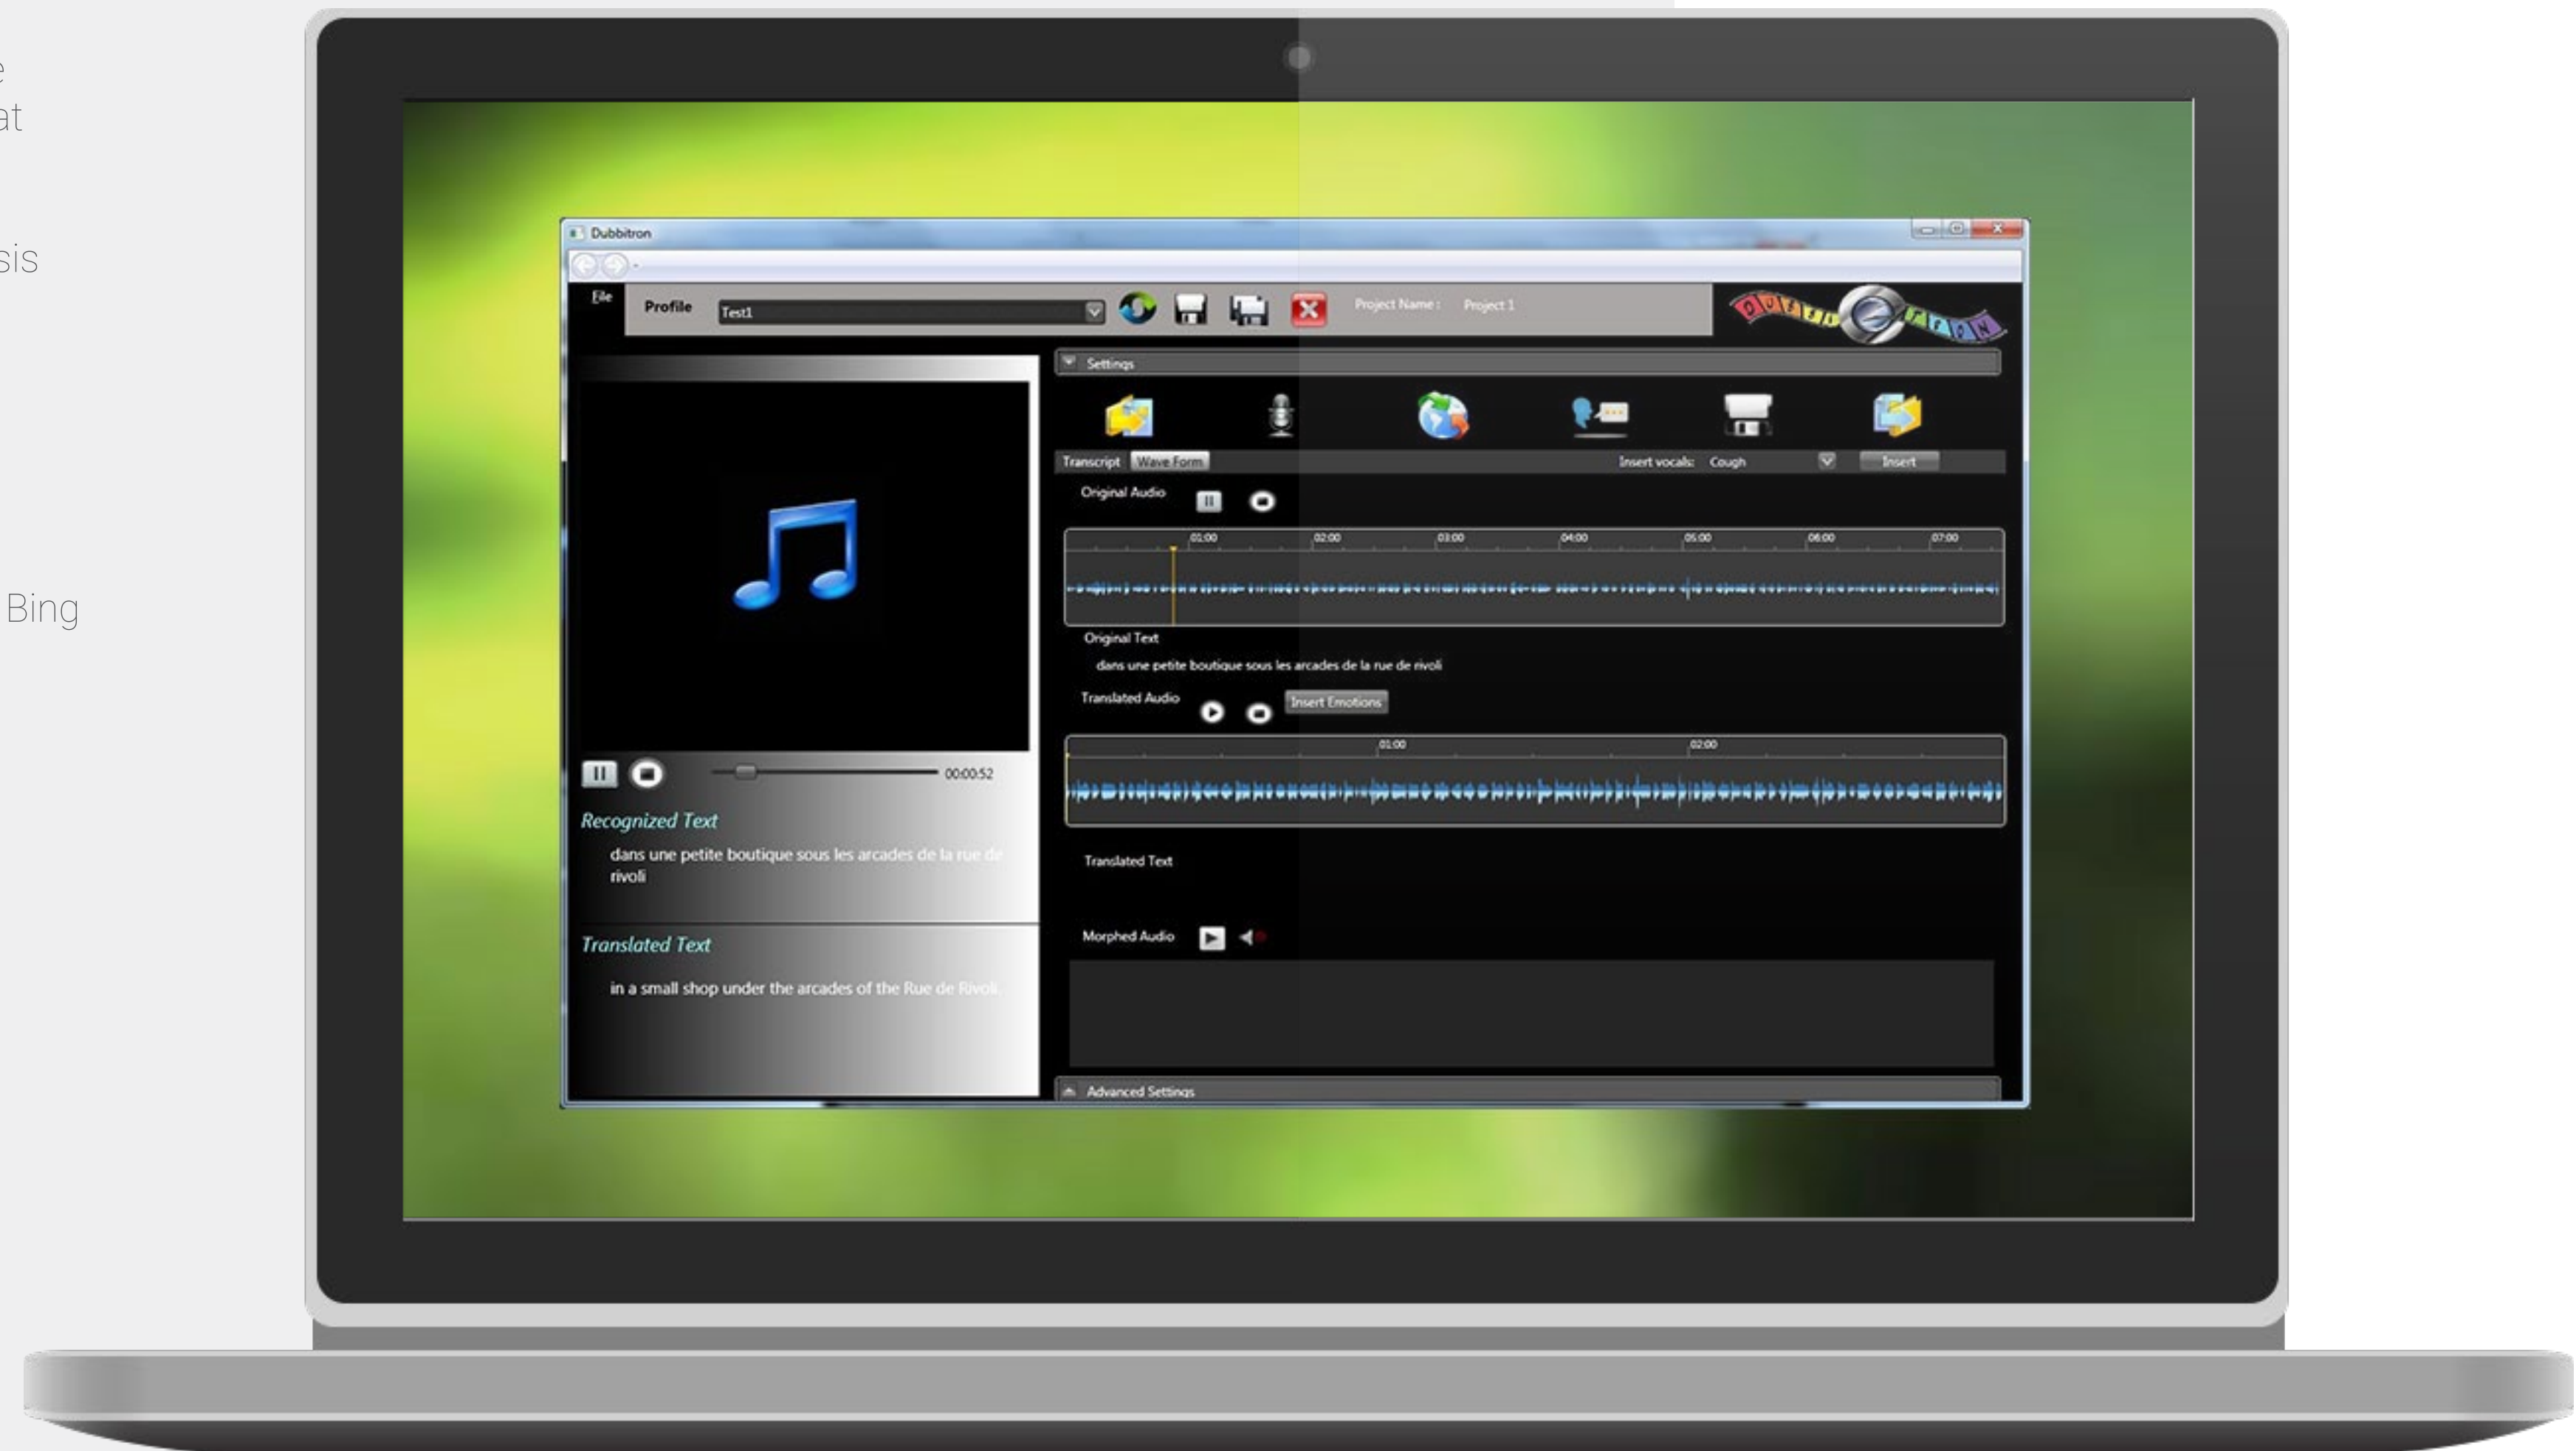 e
at
sis
Bing
Dubbitron
File
Profile
Test1
Project Name :
Project 1
DUBBITRON
Settings
Transcript
Wave Form
Insert vocals:
Cough
Insert
Original Audio
01:00
02:00
03:00
04:00
05:00
06:00
07:00
Original Text
dans une petite boutique sous les arcades de la rue de rivoli
Translated Audio
Insert Emotions
01:00
02:00
Translated Text
Morphed Audio
Advanced Settings
00:00:52
Recognized Text
dans une petite boutique sous les arcades de la rue de
rivoli
Translated Text
in a small shop under the arcades of the Rue de Rivoli.